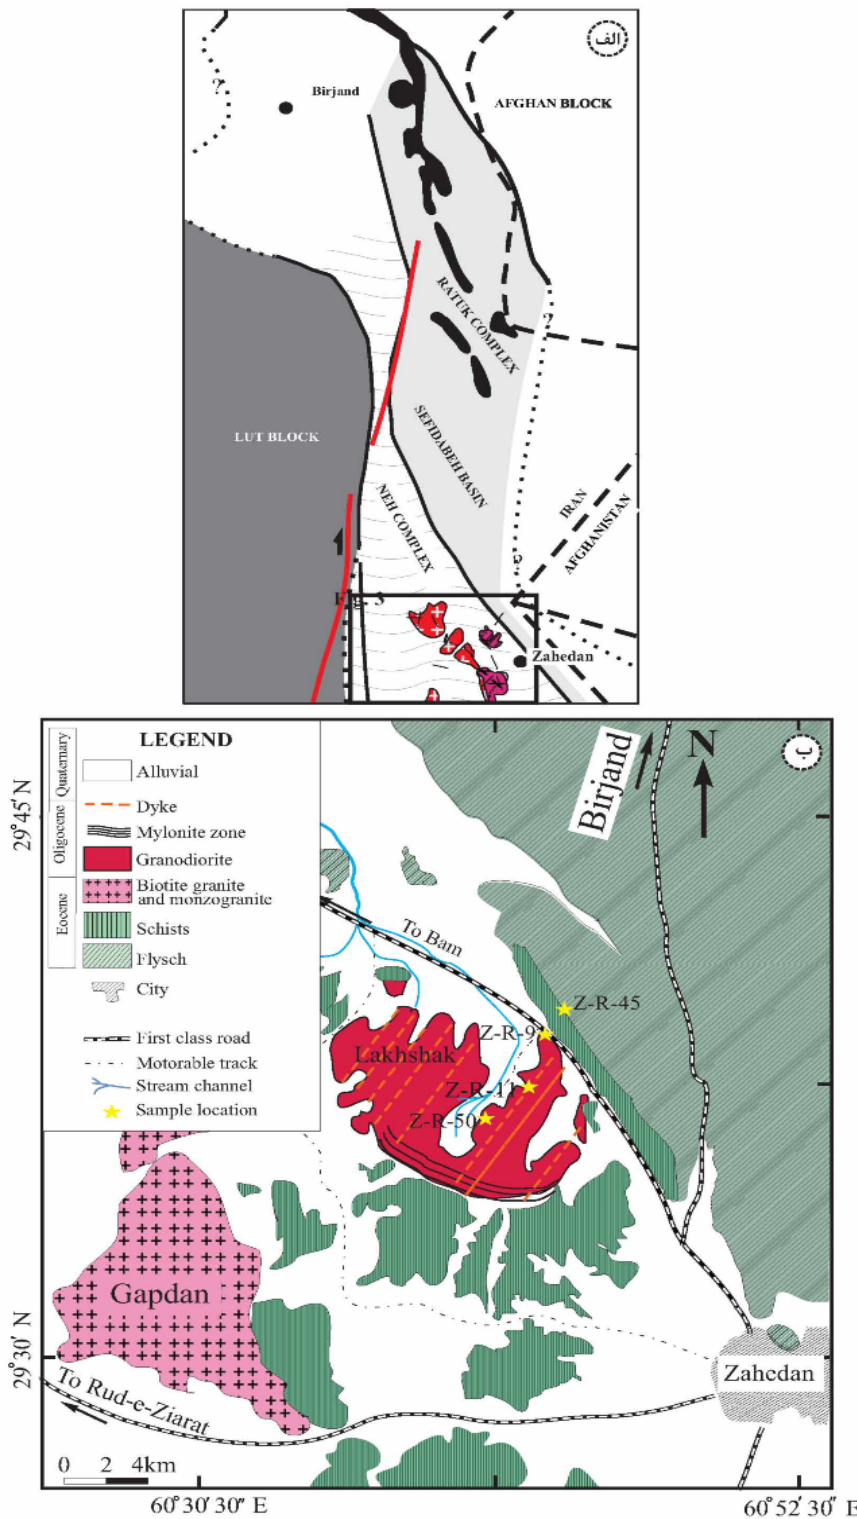 الف
Birjand
AFGHAN BLOCK
?
RATUK COMPLEX
?
LUT BLOCK
SEFIDABEH BASIN
NEH COMPLEX
IRAN
AFGHANISTAN
?
Fig. 3
Zahedan
LEGEND
Quaternary
Alluvial
Oligocene
Dyke
Mylonite zone
Granodiorite
Eocene
Biotite granite
and monzogranite
Schists
Flysch
City
First class road
Motorable track
Stream channel
Sample location
Birjand
N
ب
29° 45′ N
To Bam
Z-R-45
Z-R-9
Lakhshak
Z-R-11
Z-R-50
Gapdan
29° 30′ N
Zahedan
To Rud-e-Ziarat
0 2 4km
60° 30′ 30″ E
60° 52′ 30″ E